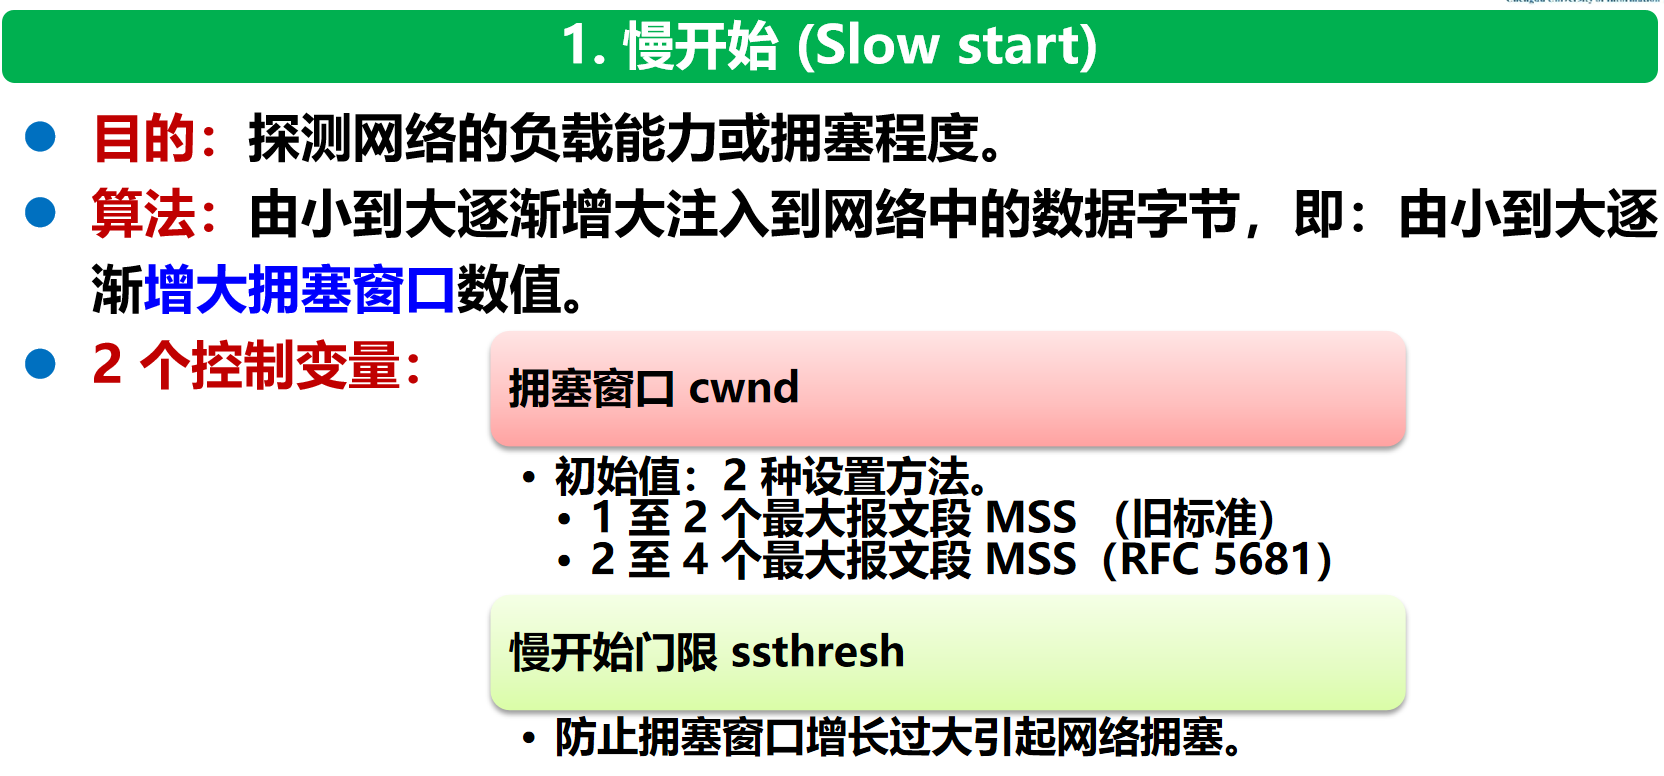 1. 慢开始 (Slow start)
目的：探测网络的负载能力或拥塞程度。
算法：由小到大逐渐增大注入到网络中的数据字节，即：由小到大逐
渐增大拥塞窗口数值。
2 个控制变量：
拥塞窗口 cwnd
初始值：2 种设置方法。
1 至 2 个最大报文段 MSS （旧标准）
2 至 4 个最大报文段 MSS（RFC 5681）
慢开始门限 ssthresh
防止拥塞窗口增长过大引起网络拥塞。